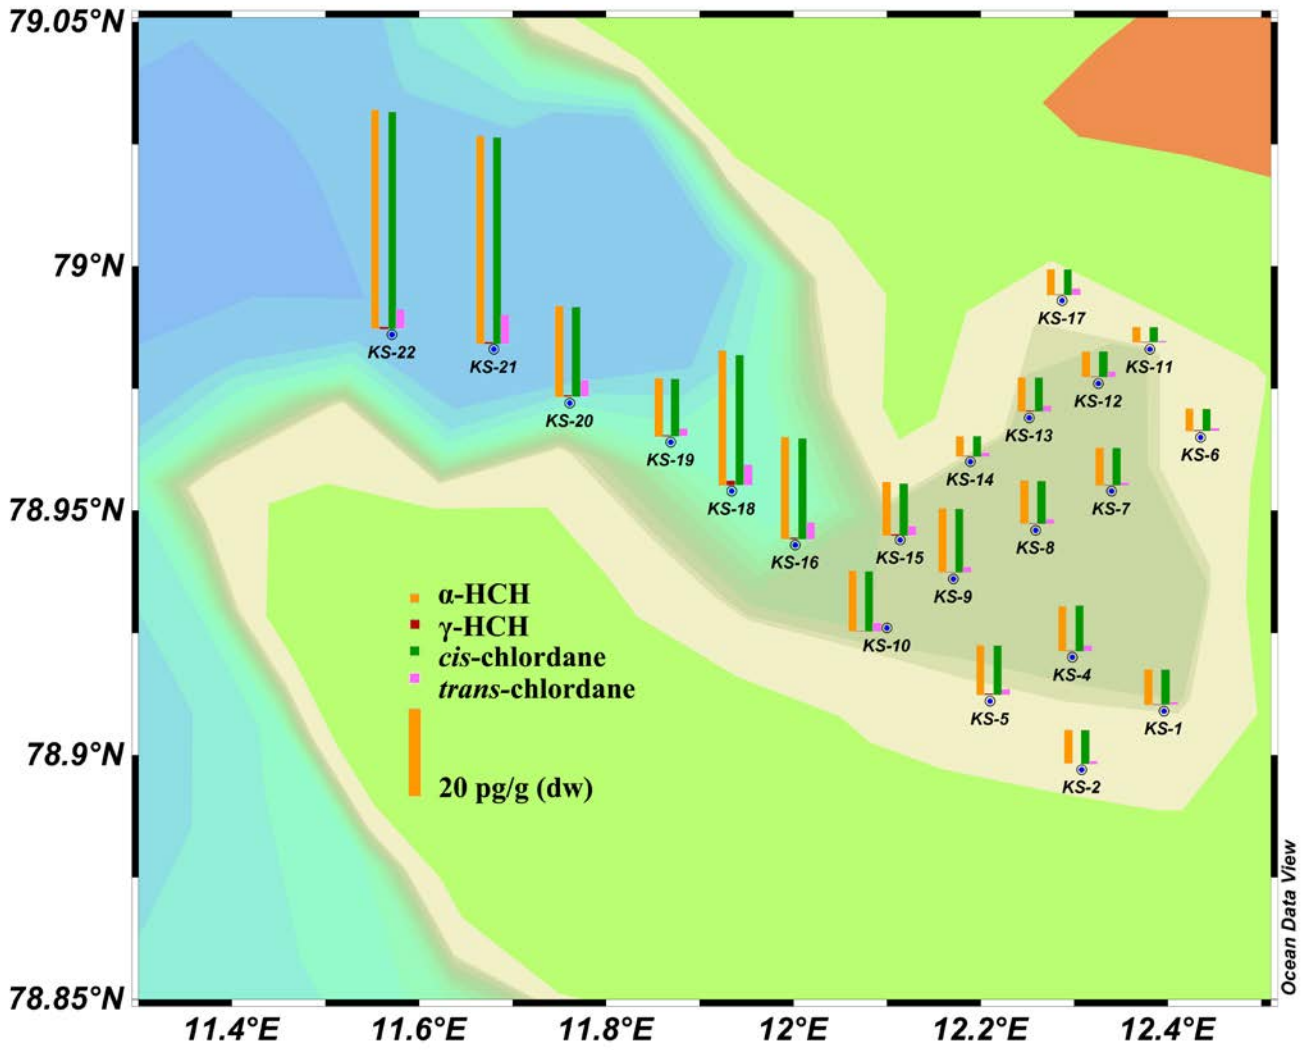 79.05°N
79°N
78.95°N
78.9°N
78.85°N
KS-17
KS-22
KS-21
KS-11
KS-12
KS-20
KS-13
KS-19
KS-6
KS-14
KS-18
KS-7
KS-16
KS-15
KS-8
KS-9
KS-10
KS-4
KS-5
KS-1
KS-2
α-HCH
γ-HCH
cis-chlordane
trans-chlordane
20 pg/g (dw)
Ocean Data View
11.4°E 11.6°E 11.8°E 12°E 12.2°E 12.4°E